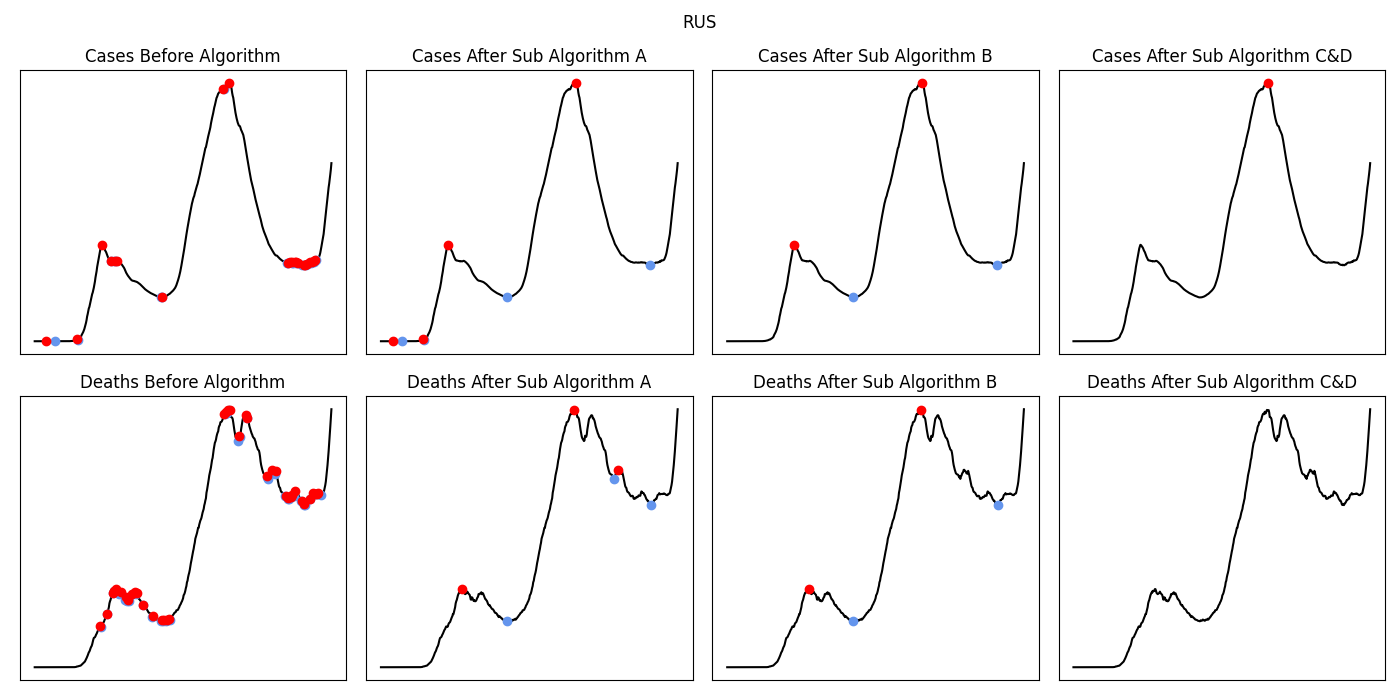 RUS
Cases Before Algorithm
Cases After Sub Algorithm A
Cases After Sub Algorithm B
Cases After Sub Algorithm C&D
Deaths Before Algorithm
Deaths After Sub Algorithm A
Deaths After Sub Algorithm B
Deaths After Sub Algorithm C&D